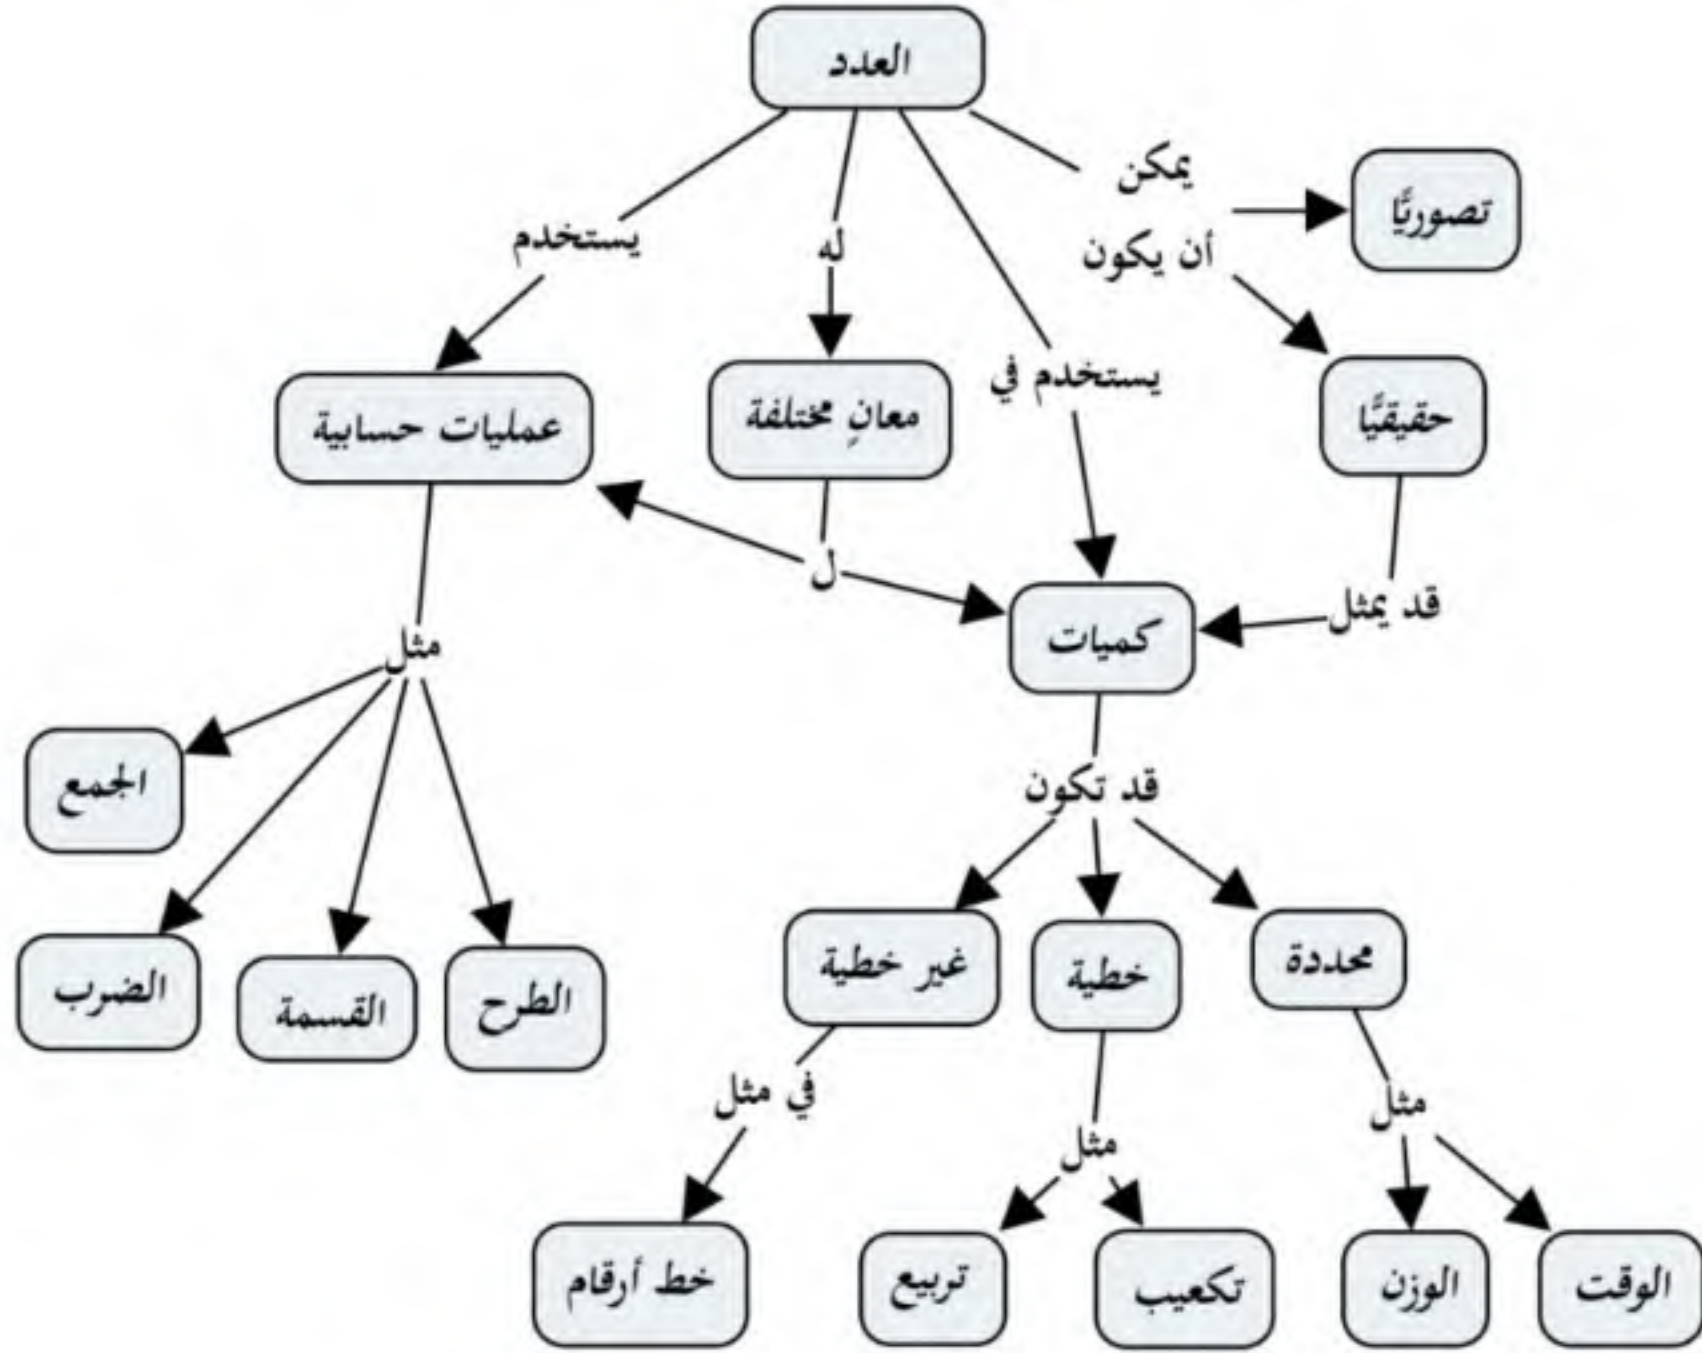 العدد
يمكن
أن يكون
تصوريًّا
يستخدم
له
يستخدم في
حقيقيًّا
عمليات حسابية
معانٍ مختلفة
ل
كميات
قد يمثل
مثل
الجمع
الضرب
القسمة
الطرح
قد تكون
محددة
خطية
غير خطية
مثل
مثل
في مثل
الوقت
الوزن
تكعيب
تربيع
خط أرقام